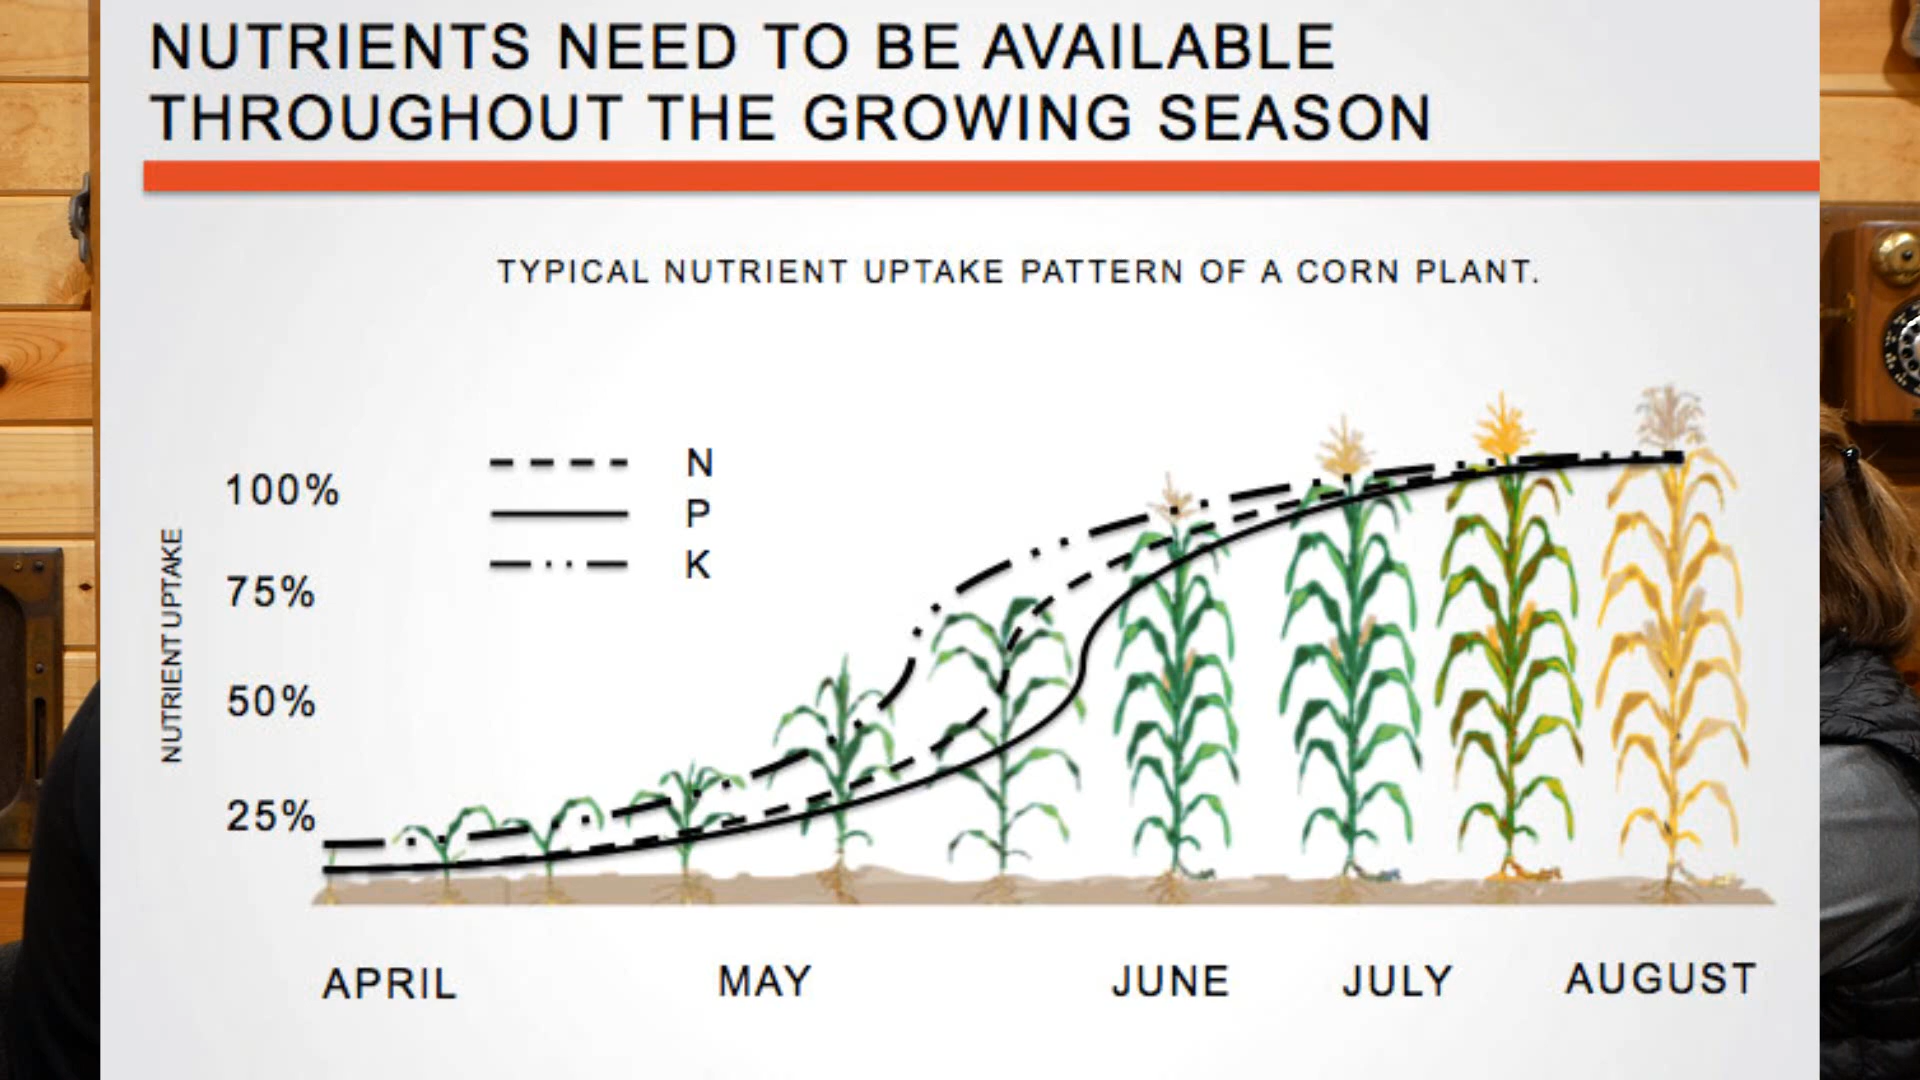 NUTRIENTS NEED TO BE AVAILABLE
THROUGHOUT THE GROWING SEASON
TYPICAL NUTRIENT UPTAKE PATTERN OF A CORN PLANT.
N
P
K
NUTRIENT UPTAKE
100%
75%
50%
25%
APRIL MAY JUNE JULY AUGUST